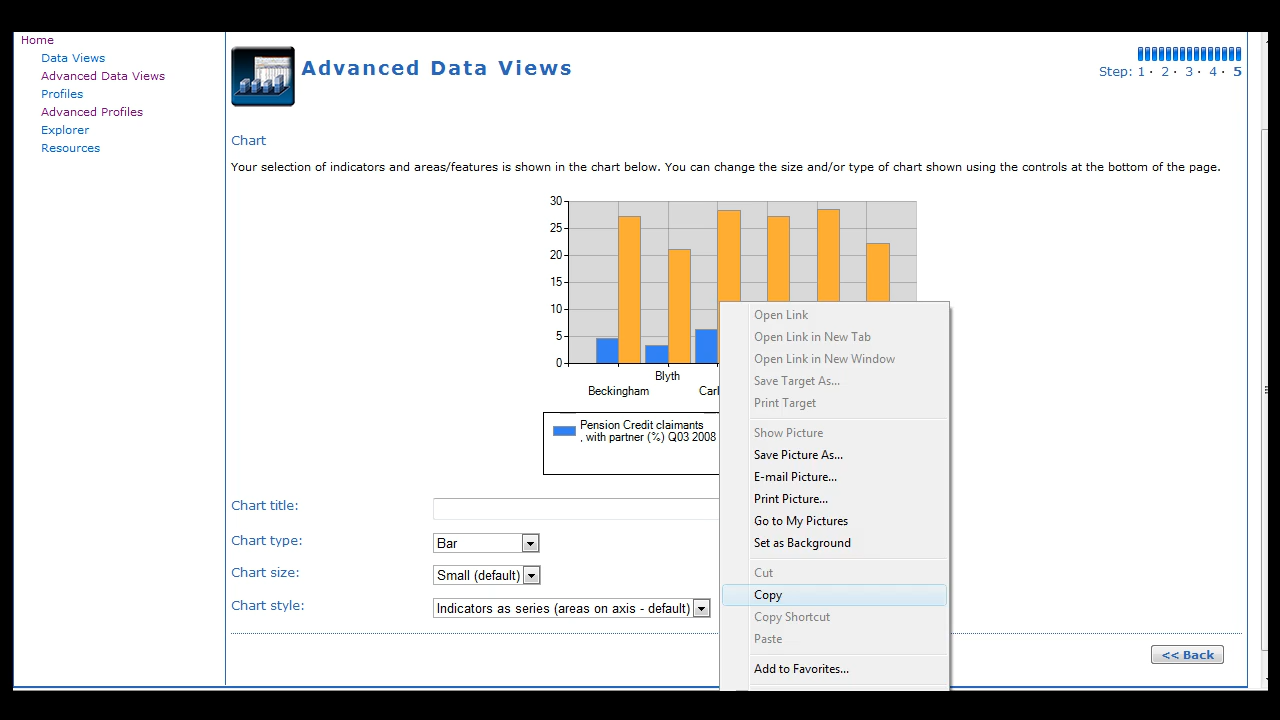 Home
Data Views
Advanced Data Views
Profiles
Advanced Profiles
Explorer
Resources
Advanced Data Views
Step: 1 · 2 · 3 · 4 · 5
Chart
Your selection of indicators and areas/features is shown in the chart below. You can change the size and/or type of chart shown using the controls at the bottom of the page.
30
25
20
15
10
5
0
Blyth
Beckingham
Pension Credit claimants
, with partner (%) Q03 2008
Chart title:
Chart type:
Bar
Chart size:
Small (default)
Chart style:
Indicators as series (areas on axis - default)
Open Link
Open Link in New Tab
Open Link in New Window
Save Target As...
Print Target
Show Picture
Save Picture As...
E-mail Picture...
Print Picture...
Go to My Pictures
Set as Background
Cut
Copy
Copy Shortcut
Paste
Add to Favorites...
<< Back